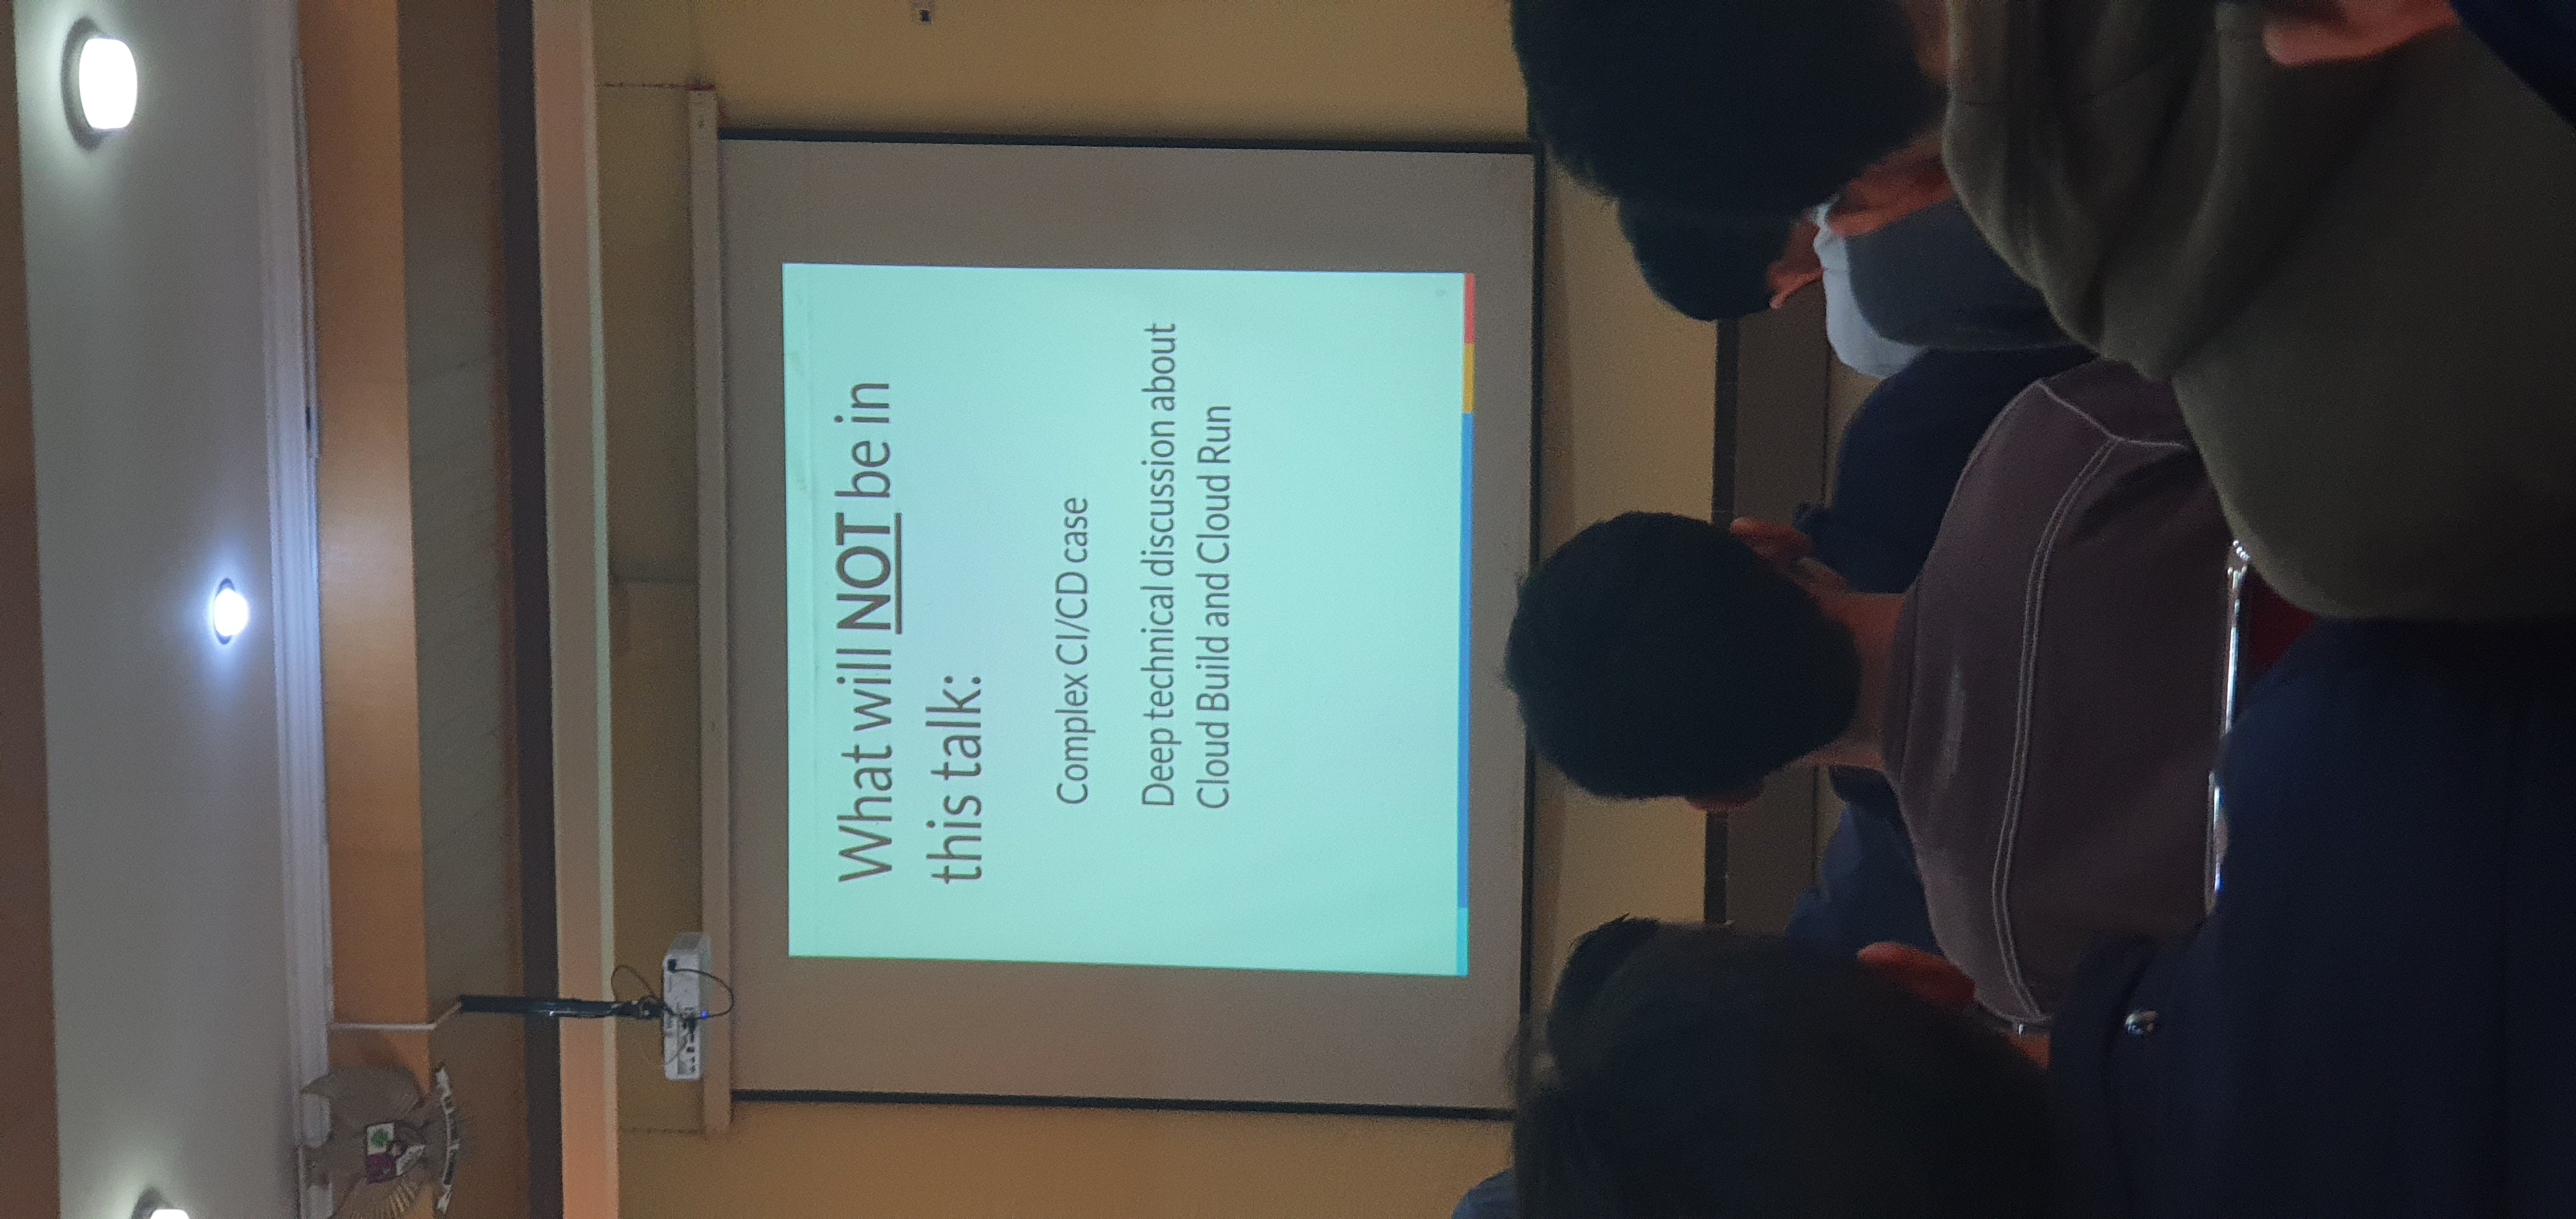 What will NOT be in
this talk:
Complex CI/CD case
Deep technical discussion about
Cloud Build and Cloud Run